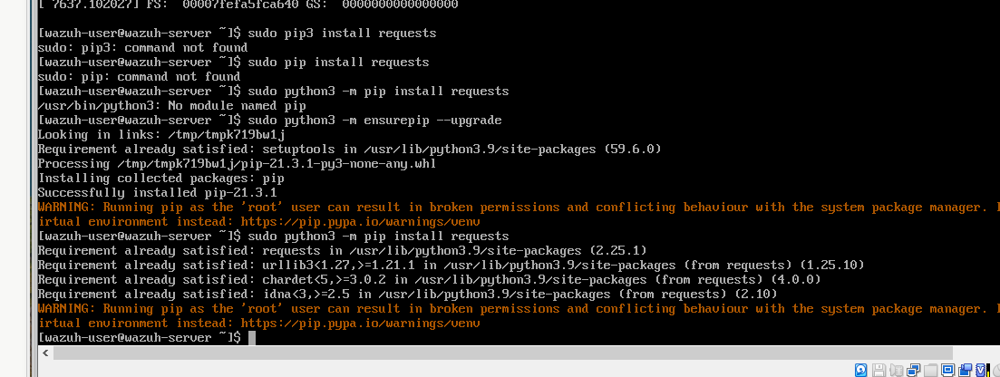 [ 7637.102027] FS:  00007fefa5fca640 GS:  0000000000000000
[wazuh-user@wazuh-server ~]$ sudo pip3 install requests
sudo: pip3: command not found
[wazuh-user@wazuh-server ~]$ sudo pip install requests
sudo: pip: command not found
[wazuh-user@wazuh-server ~]$ sudo python3 -m pip install requests
/usr/bin/python3: No module named pip
[wazuh-user@wazuh-server ~]$ sudo python3 -m ensurepip --upgrade
Looking in links: /tmp/tmpk719bw1j
Requirement already satisfied: setuptools in /usr/lib/python3.9/site-packages (59.6.0)
Processing /tmp/tmpk719bw1j/pip-21.3.1-py3-none-any.whl
Installing collected packages: pip
Successfully installed pip-21.3.1
WARNING: Running pip as the 'root' user can result in broken permissions and conflicting behaviour with the system package manager.
irtual environment instead: https://pip.pypa.io/warnings/venv
[wazuh-user@wazuh-server ~]$ sudo python3 -m pip install requests
Requirement already satisfied: requests in /usr/lib/python3.9/site-packages (2.25.1)
Requirement already satisfied: urllib3<1.27,>=1.21.1 in /usr/lib/python3.9/site-packages (from requests) (1.25.10)
Requirement already satisfied: chardet<5,>=3.0.2 in /usr/lib/python3.9/site-packages (from requests) (4.0.0)
Requirement already satisfied: idna<3,>=2.5 in /usr/lib/python3.9/site-packages (from requests) (2.10)
WARNING: Running pip as the 'root' user can result in broken permissions and conflicting behaviour with the system package manager.
irtual environment instead: https://pip.pypa.io/warnings/venv
[wazuh-user@wazuh-server ~]$